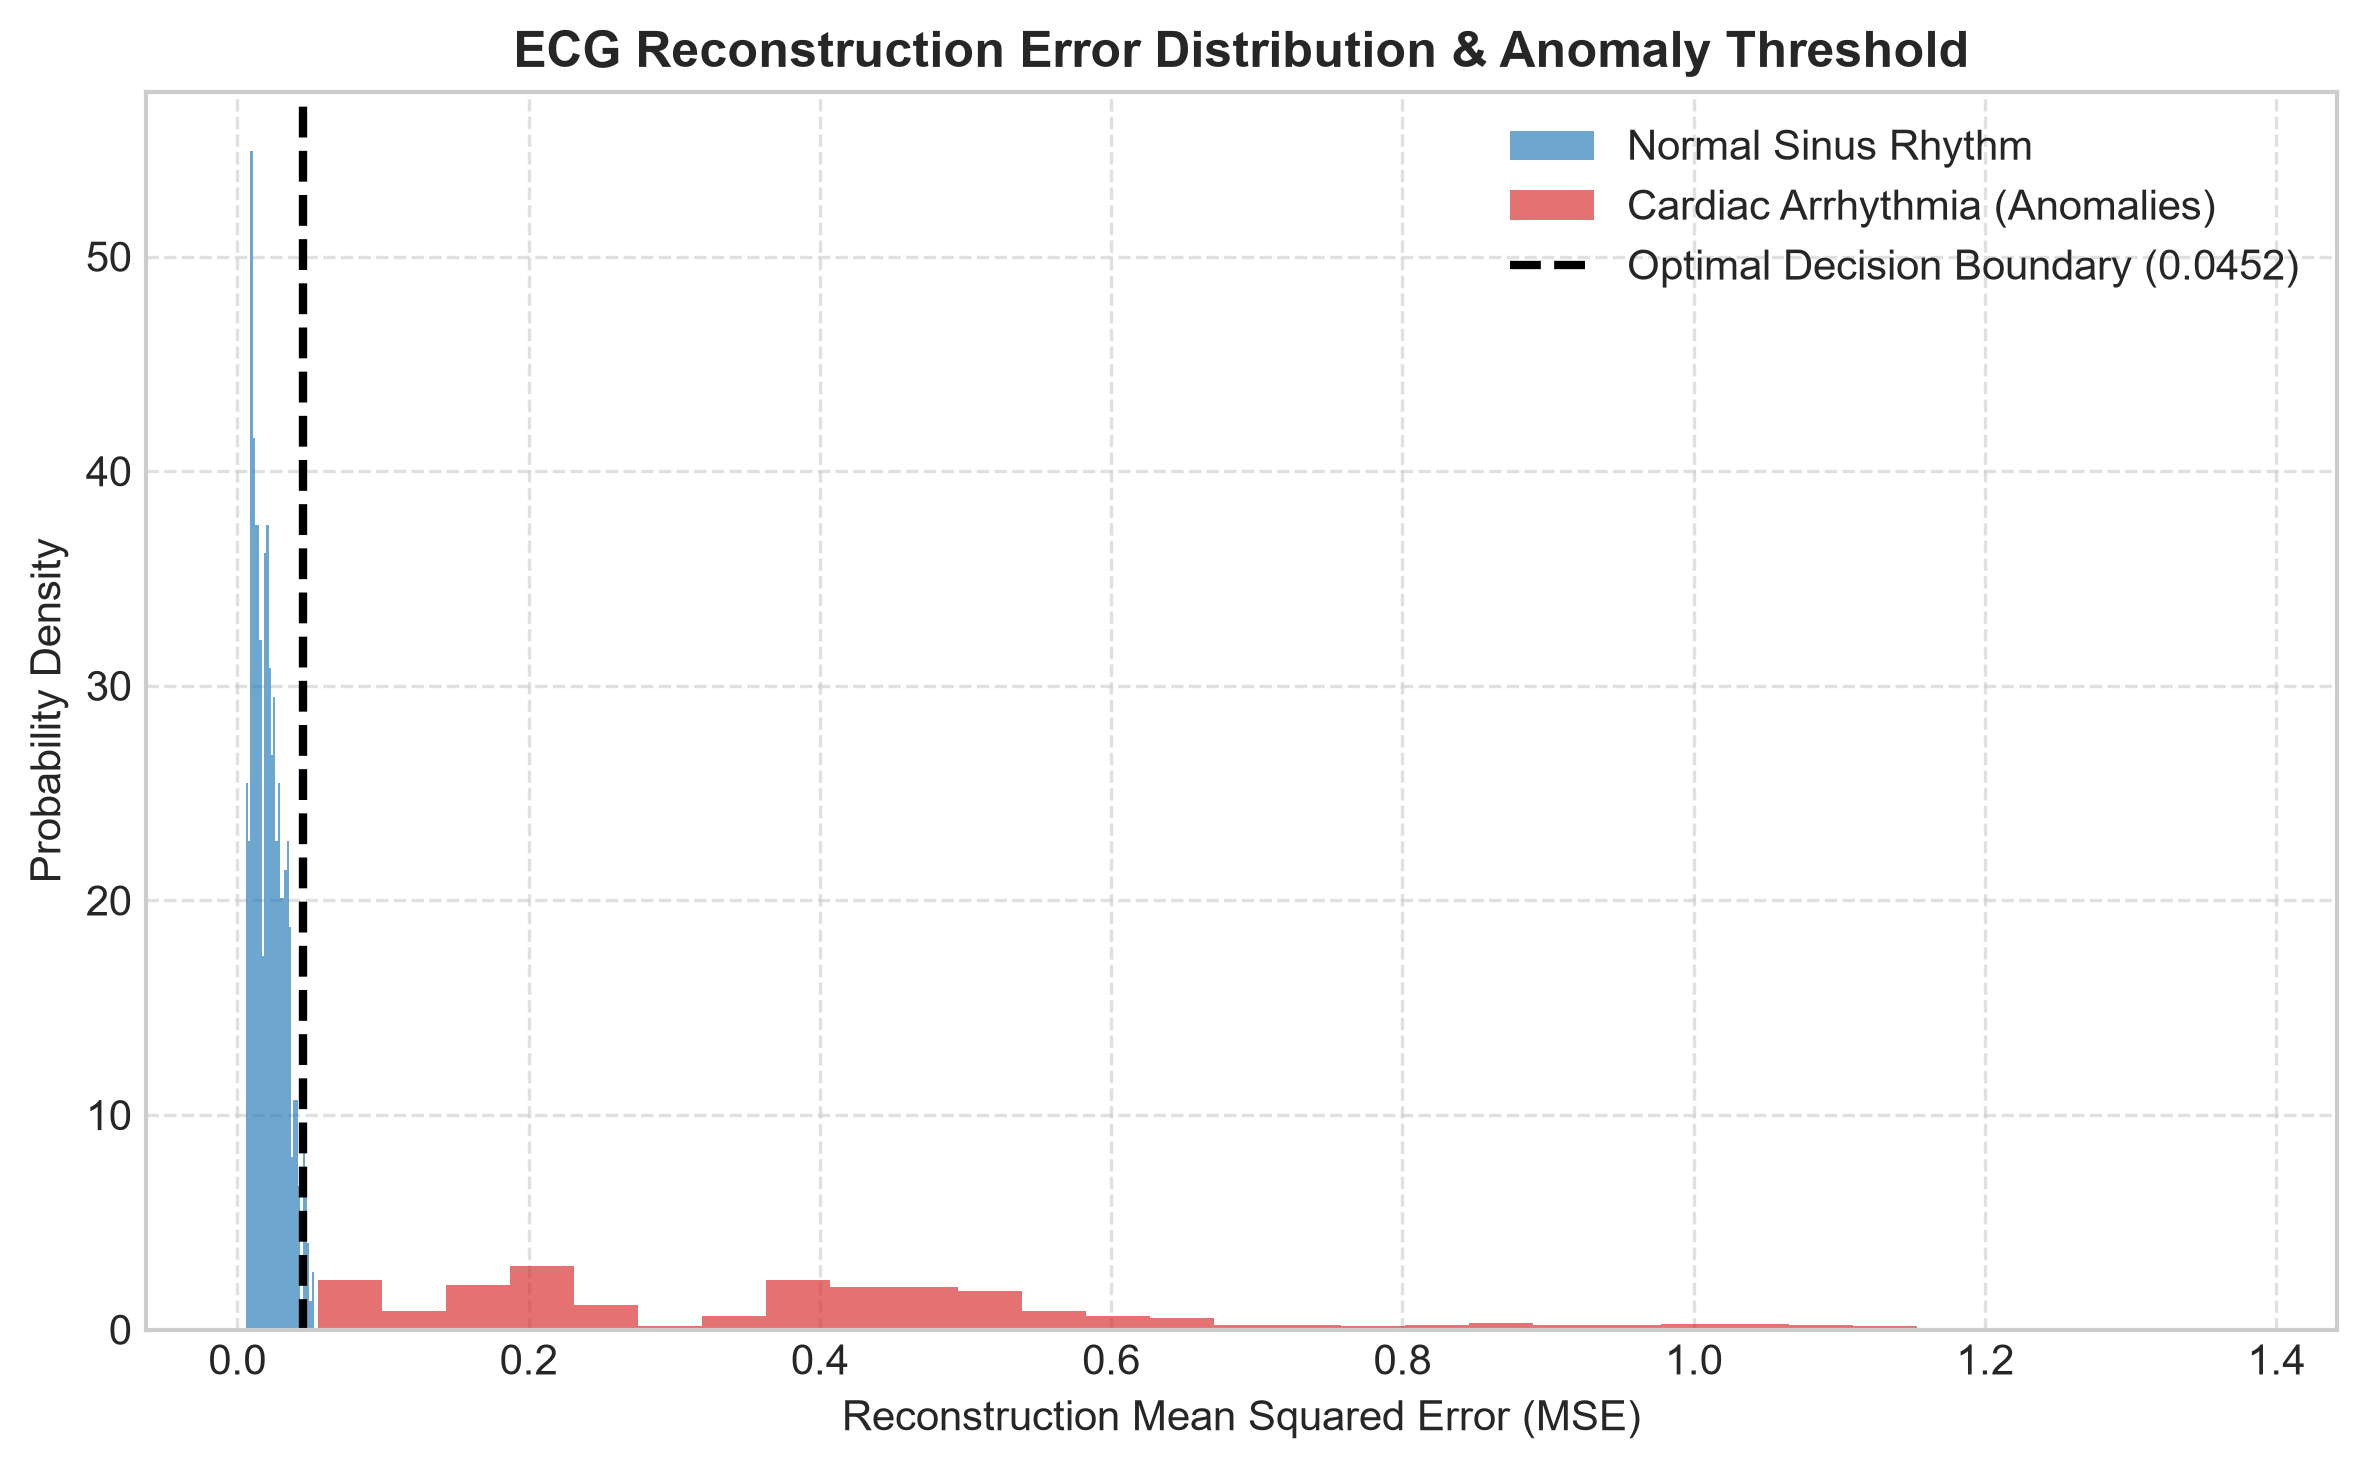 ECG Reconstruction Error Distribution & Anomaly Threshold
Normal Sinus Rhythm
Cardiac Arrhythmia (Anomalies)
Optimal Decision Boundary (0.0452)
Probability Density
50
40
30
20
10
0
0.0 0.2 0.4 0.6 0.8 1.0 1.2 1.4
Reconstruction Mean Squared Error (MSE)